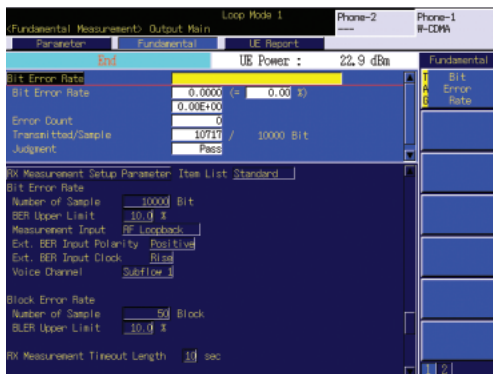 Loop Mode 1
Phone-2
Phone-1
<Fundamental Measurement> Output Main
----
W-CDMA
Parameter
Fundamental
UE Report
End
UE Power : 22.9 dBm
Fundamental
Bit Error Rate
Bit Error Rate 0.0000 (= 0.00 %)
0.00E+00
Error Count 0
Transmitted/Sample 10717 / 10000 Bit
Judgment Pass
TAG
Bit
Error
Rate
RX Measurement Setup Parameter Item List Standard
Bit Error Rate
Number of Sample 10000 Bit
BER Upper Limit 10.0 %
Measurement Input RF Loopback
Ext. BER Input Polarity Positive
Ext. BER Input Clock Rise
Voice Channel Subflow 1
Block Error Rate
Number of Sample 50 Block
BLER Upper Limit 10.0 %
RX Measurement Timeout Length 10 sec
1 2